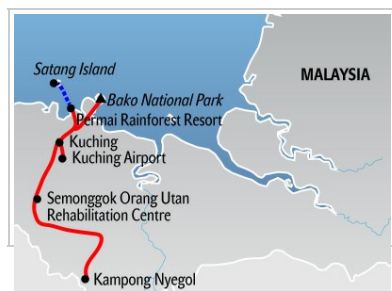 Satang Island
MALAYSIA
Bako National Park
Permai Rainforest Resort
Kuching
Kuching Airport
Semonggok Orang Utan
Rehabilitation Centre
Kampong Nyegol